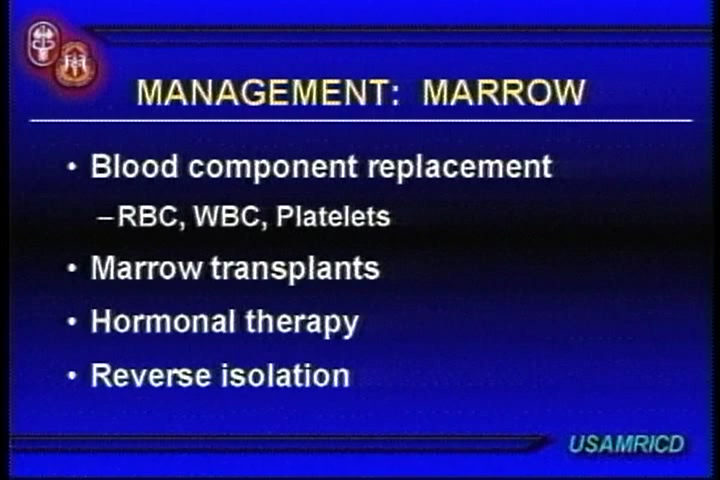 MANAGEMENT: MARROW
• Blood component replacement
– RBC, WBC, Platelets
• Marrow transplants
• Hormonal therapy
• Reverse isolation
USAMRICD